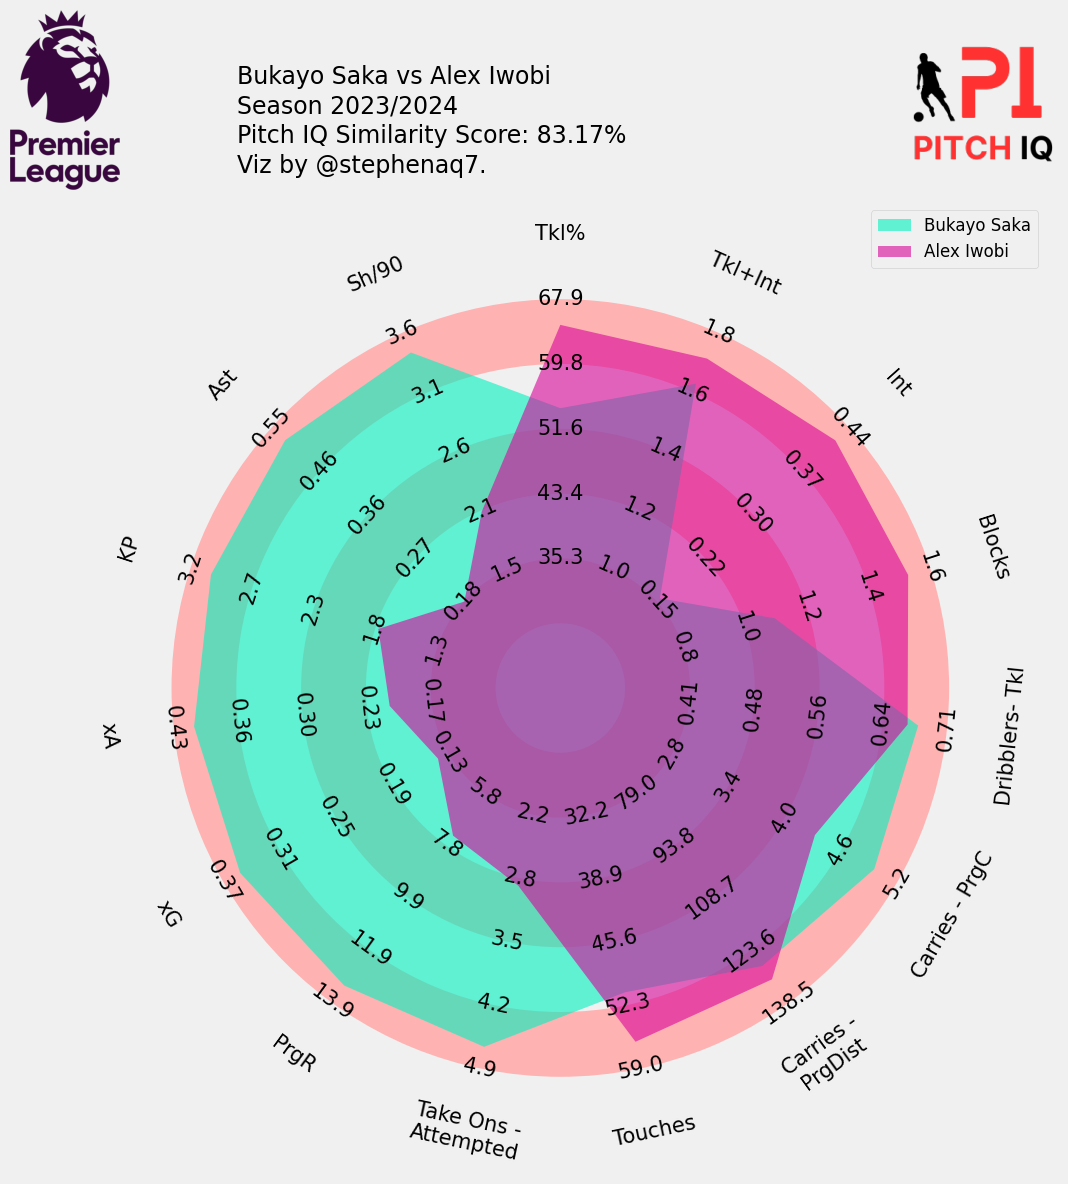 Premier
League
Bukayo Saka vs Alex Iwobi
Season 2023/2024
Pitch IQ Similarity Score: 83.17%
Viz by @stephenaq7.
PI
PITCH IQ
Bukayo Saka
Alex Iwobi
Tkl%
35.3
43.4
51.6
59.8
67.9
Tkl+Int
1.0
1.2
1.4
1.6
1.8
Int
0.15
0.22
0.30
0.37
0.44
Blocks
0.8
1.0
1.2
1.4
1.6
Dribblers- Tkl
0.41
0.48
0.56
0.64
0.71
Carries - PrgC
2.8
3.4
4.0
4.6
5.2
Carries -
PrgDist
79.0
93.8
108.7
123.6
138.5
Touches
32.2
38.9
45.6
52.3
59.0
Take Ons -
Attempted
2.2
2.8
3.5
4.2
4.9
PrgR
5.8
7.8
9.9
11.9
13.9
xG
0.13
0.19
0.25
0.31
0.37
xA
0.17
0.23
0.30
0.36
0.43
KP
1.3
1.8
2.3
2.7
3.2
Ast
0.18
0.27
0.36
0.46
0.55
Sh/90
1.5
2.1
2.6
3.1
3.6